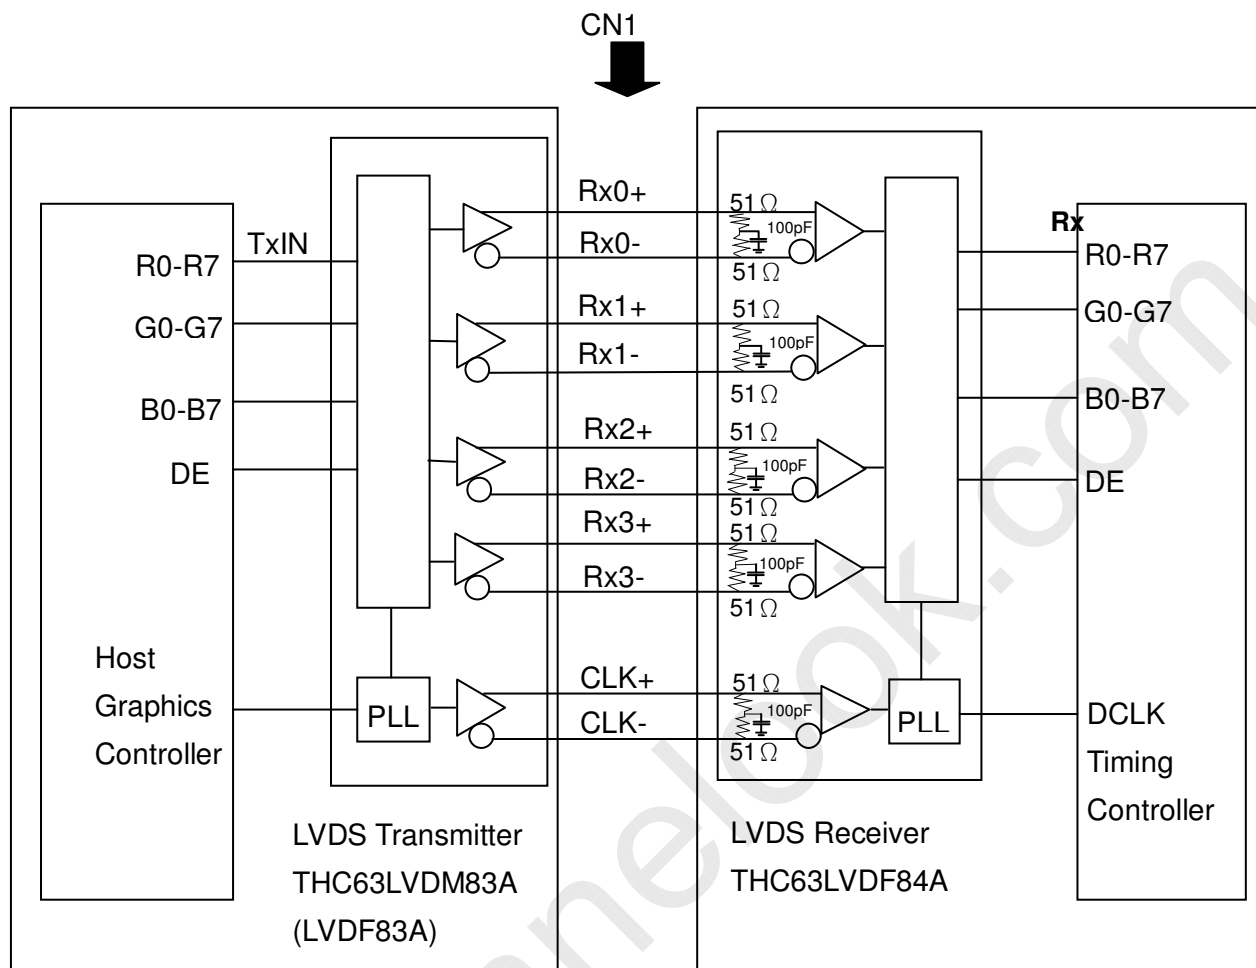 CN1
TxIN
R0-R7
G0-G7
B0-B7
DE
Host
Graphics
Controller
PLL
LVDS Transmitter
THC63LVDM83A
(LVDF83A)
Rx0+
Rx0-
Rx1+
Rx1-
Rx2+
Rx2-
Rx3+
Rx3-
CLK+
CLK-
51Ω
100pF
51Ω
51Ω
100pF
51Ω
51Ω
100pF
51Ω
51Ω
100pF
51Ω
51Ω
100pF
51Ω
PLL
LVDS Receiver
THC63LVDF84A
Rx
R0-R7
G0-G7
B0-B7
DE
DCLK
Timing
Controller
nelook.com